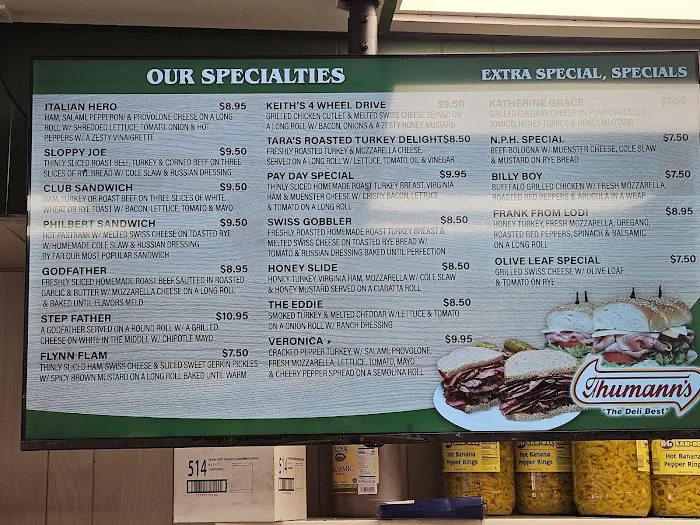 OUR SPECIALTIES
ITALIAN HERO $8.95
HAM, SALAMI, PEPPERONI & PROVOLONE CHEESE ON A LONG
ROLL W/ SHREDDED LETTUCE, TOMATO, ONION & HOT
PEPPERS W/ A ZESTY VINAIGRETTE
SLOPPY JOE $9.50
THINLY SLICED ROAST BEEF, TURKEY & CORNED BEEF ON THREE
SLICES OF RYE BREAD W/ COLE SLAW & RUSSIAN DRESSING
CLUB SANDWICH $9.50
HAM, TURKEY OR ROAST BEEF ON THREE SLICES OF WHITE,
WHEAT OR RYE TOAST W/ BACON, LETTUCE, TOMATO & MAYO
PHILBERT SANDWICH $9.50
HOT PASTRAMI W/ MELTED SWISS CHEESE ON TOASTED RYE
W/HOMEMADE COLE SLAW & RUSSIAN DRESSING
BY FAR OUR MOST POPULAR SANDWICH
GODFATHER $8.95
FRESHLY SLICED HOMEMADE ROAST BEEF SAUTEED IN ROASTED
GARLIC & BUTTER W/ MOZZARELLA CHEESE ON A LONG ROLL
& BAKED UNTIL FLAVORS MELD
STEP FATHER $10.95
A GODFATHER SERVED ON A ROUND ROLL W/ A GRILLED
CHEESE ON WHITE IN THE MIDDLE W/ CHIPOTLE MAYO
FLYNN FLAM $7.50
THINLY SLICED HAM, SWISS CHEESE & SLICED SWEET GERKIN PICKLES
W/ SPICY BROWN MUSTARD ON A LONG ROLL BAKED UNTIL WARM
KEITH'S 4 WHEEL DRIVE $9.50
GRILLED CHICKEN CUTLET & MELTED SWISS CHEESE SERVED ON
A LONG ROLL W/ BACON, ONIONS & A ZESTY HONEY MUSTARD
TARA'S ROASTED TURKEY DELIGHT $8.50
FRESHLY ROASTED TURKEY & MOZZARELLA CHEESE
SERVED ON A LONG ROLL W/ LETTUCE, TOMATO, OIL & VINEGAR
PAY DAY SPECIAL $9.95
THINLY SLICED HOMEMADE ROAST TURKEY BREAST, VIRGINIA
HAM & MUENSTER CHEESE W/ CRISPY BACON, LETTUCE
& TOMATO ON A LONG ROLL
SWISS GOBBLER $8.50
FRESHLY ROASTED HOMEMADE ROAST TURKEY BREAST &
MELTED SWISS CHEESE ON TOASTED RYE BREAD W/
TOMATO & RUSSIAN DRESSING BAKED UNTIL PERFECTION
HONEY SLIDE $8.50
HONEY TURKEY, VIRGINIA HAM, MOZZARELLA W/ COLE SLAW
& HONEY MUSTARD SERVED ON A CIABATTA ROLL
THE EDDIE $8.50
SMOKED TURKEY & MELTED CHEDDAR W/LETTUCE & TOMATO
ON A ONION ROLL W/ RANCH DRESSING
VERONICA $9.95
CRACKED PEPPER TURKEY, W/ SALAMI, PROVOLONE,
FRESH MOZZARELLA, LETTUCE, TOMATO, MAYO
& CHERRY PEPPER SPREAD ON A SEMOLINA ROLL
EXTRA SPECIAL, SPECIALS
KATHERINE GRACE $7.50
GRILLED CHEDDAR CHEESE ON PUMPERNICKEL W/
TOMATO, HONEY TURKEY & HONEY MUSTARD
N.P.H. SPECIAL $7.50
BEEF BOLOGNA W/ MUENSTER CHEESE, COLE SLAW
& MUSTARD ON RYE BREAD
BILLY BOY $7.50
BUFFFALO GRILLED CHICKEN W/ FRESH MOZZARELLA,
ROASTED RED PEPPERS & ARUGULA IN A WRAP
FRANK FROM LODI $8.95
HONEY TURKEY, FRESH MOZZARELLA, OREGANO,
ROASTED RED PEPPERS, SPINACH & BALSAMIC
ON A LONG ROLL
OLIVE LEAF SPECIAL $7.50
GRILLED SWISS W/ OLIVE LOAF
& TOMATO ON RYE
Thumann's
"The Deli Best"
514
Hot Banana
Pepper Rings
Hot Banana
Pepper Rings
Hot Banana
Pepper Rings